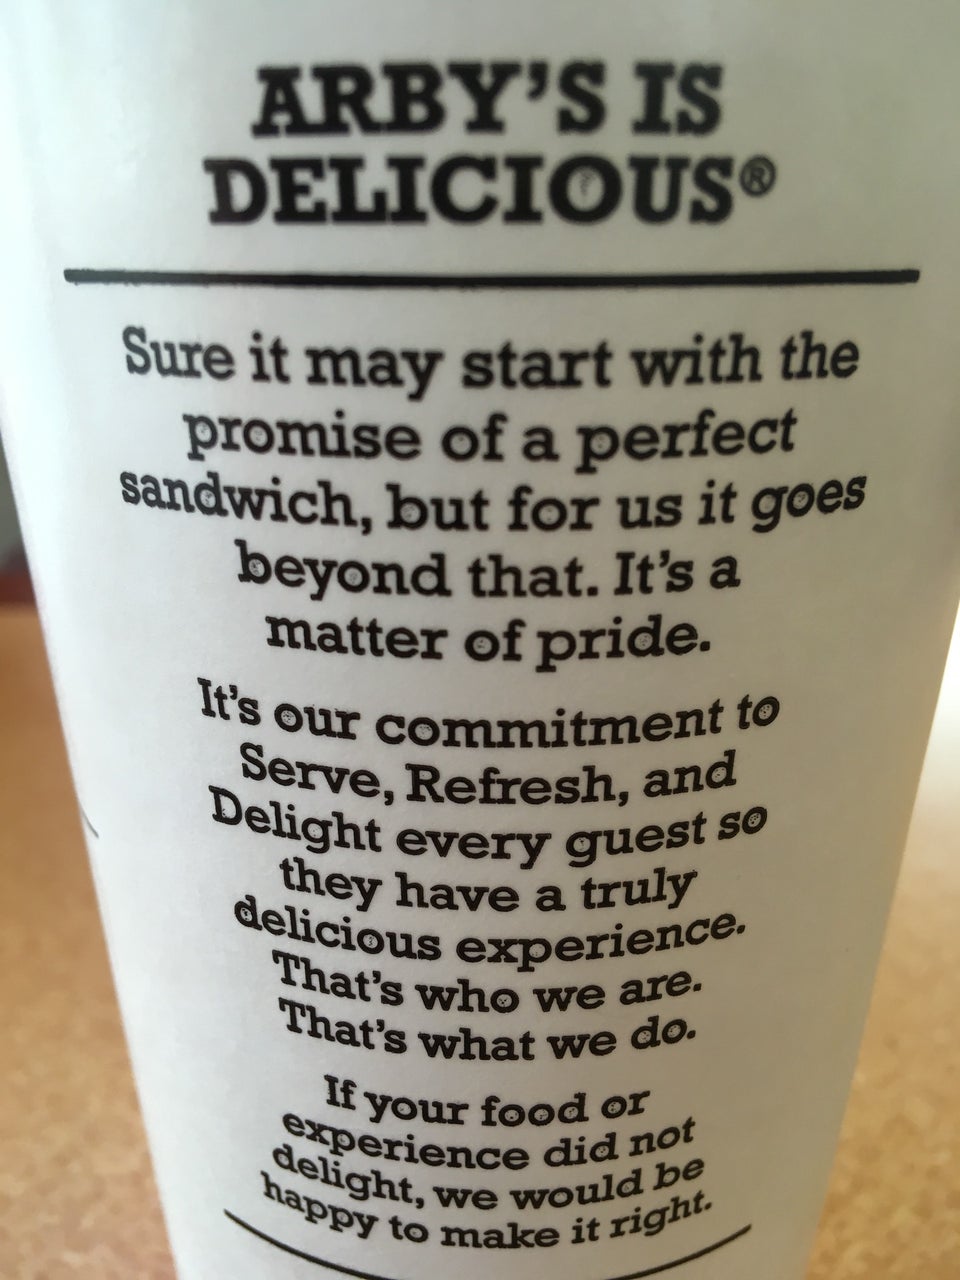 ARBY'S IS
DELICIOUS®
Sure it may start with the
promise of a perfect
sandwich, but for us it goes
beyond that. It's a
matter of pride.
It's our commitment to
Serve, Refresh, and
Delight every guest so
they have a truly
delicious experience.
That's who we are.
That's what we do.
If your food or
experience did not
delight, we would be
happy to make it right.